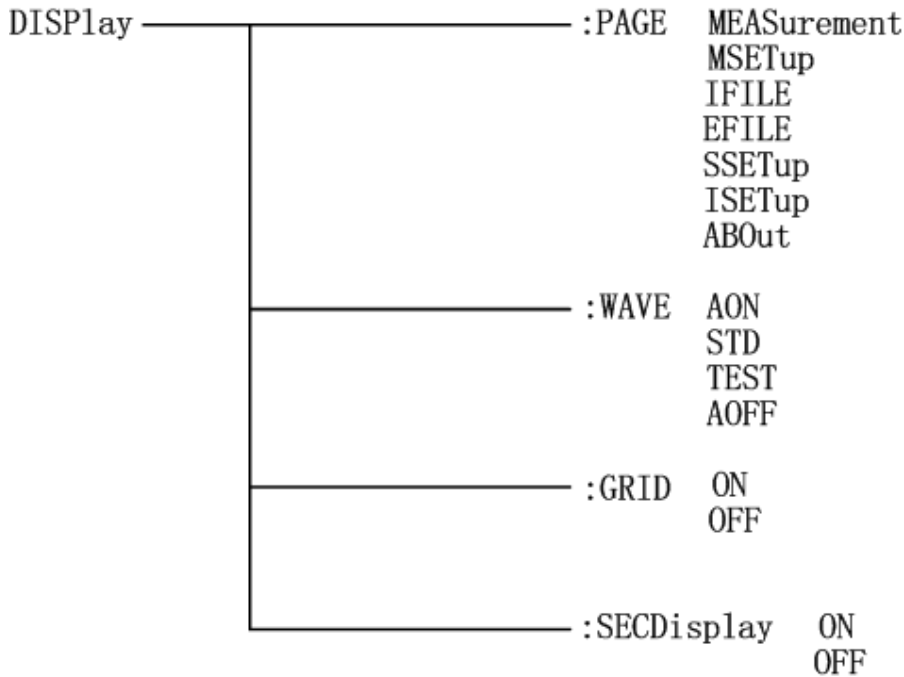 DISPlay :PAGE MEASurement
MSETup
IFILE
EFILE
SSETup
ISETup
ABOut
:WAVE AON
STD
TEST
AOFF
:GRID ON
OFF
:SECDisplay ON
OFF